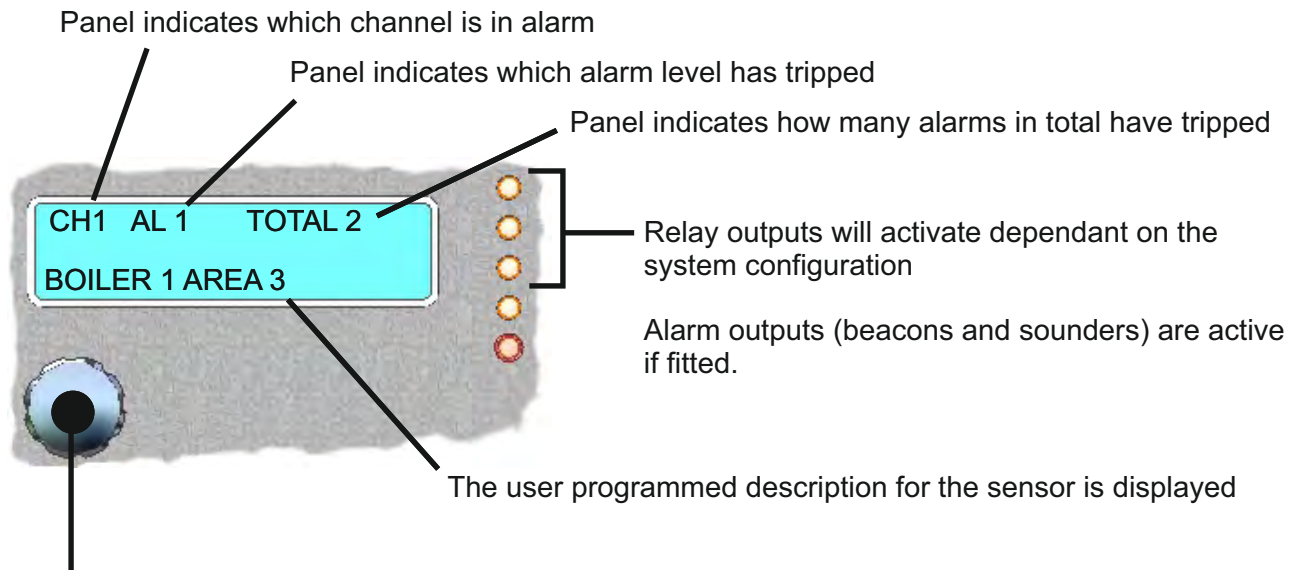 Panel indicates which channel is in alarm
Panel indicates which alarm level has tripped
Panel indicates how many alarms in total have tripped
CH1 AL 1 TOTAL 2
BOILER 1 AREA 3
Relay outputs will activate dependant on the
system configuration
Alarm outputs (beacons and sounders) are active
if fitted.
The user programmed description for the sensor is displayed